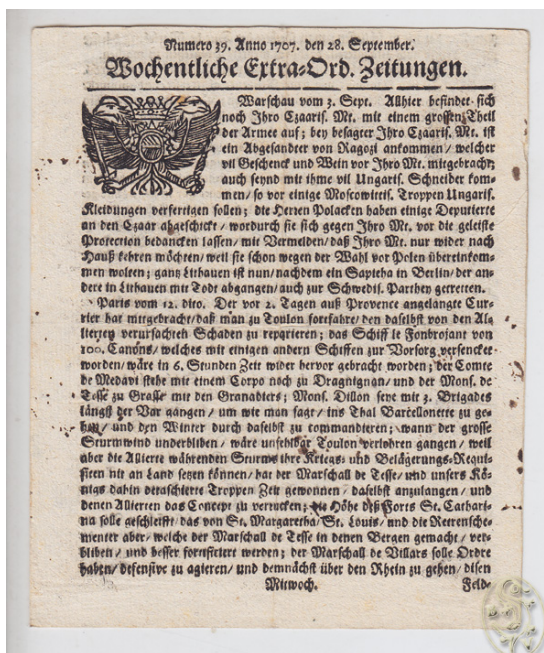 Numero 39. Anno 1707. den 28. September.
Wochentliche Extra-Ord. Zeitungen.
Warschau vom 3. Sept. Allhier befindet sich
noch Ihro Czaaris. Mt. mit einem grossen Theil
der Armee auf; bey besagter Ihro Czaaris. Mt. ist
ein Abgesandter von Ragozi ankommen/ welcher
vil Geschenck und Wein vor Ihro Mt. mitgebracht;
auch seynd mit ihme vil Ungaris. Schneider kom-
men/ so vor einige Moscowitis. Troppen Ungaris.
Kleidungen verfertigen sollen; die Herren Polacken haben einige Deputierte
an den Czaar abgeschickt/ wordurch sie sich gegen Ihro Mt. vor die geleiste
Protection bedancken lassen/ mit Vermelden/ daß Ihro Mt. nur wider nach
Hauß kehren möchten/ weil sie schon wegen der Wahl vor Polen übereinkom-
men wolten; gantz Lithauen ist nun/ nachdem ein Sapieha in Berlin/ der an-
dere in Lithauen mit Todt abgangen/ auch zur Schwedis. Parthey getretten.
Paris vom 12. dito. Der vor 2. Tagen auß Provence angelangte Cur-
rier hat mitgebracht/ daß man zu Toulon fortfahre/ den daselbst von den Al-
lierten verursachten Schaden zu repariren; das Schiff le Fonbrojant von
100. Canons/ welches mit einigen andern Schiffen zur Vorsorg versencket
worden/ wäre in 6. Stunden Zeit wider hervor gebracht worden; der Comte
de Medavi stehe mit einem Corpo noch zu Dragnignan/ und der Mons. de
Tesse zu Grasse mit den Granadiers; Mons. Dillon seye mit 3. Brigades
längst der Var gangen/ um wie man sagt/ ins Thal Barcellonette zu ge-
hen/ und den Winter durch daselbst zu commandieren; wann der grosse
Sturmwind underbliben/ wäre unfehlbar Toulon verlohren gangen/ weil
aber die Allierte währenden Sturms ihre Kriegs- und Belägerungs-Requi-
siten nit an Land setzen können/ hat der Marschall de Tesse/ und unsers Kö-
nigs dahin detaschierte Troppen Zeit gewonnen/ daselbst anzulangen/ und
denen Allierten das Concept zu verrucken; die Höhe deß Forts St. Cathari-
na solle geschleifft/ das von St. Margaretha/ St. Louis/ und die Retrensche-
menter aber/ welche der Marschall de Tesse in denen Bergen gemacht/ ver-
bliben/ und besser fortificiert werden; der Marschall de Villars solle Ordre
haben/ defensive zu agieren/ und demnächst über den Rhein zu gehen/ disen
Mitwoch. Feld-